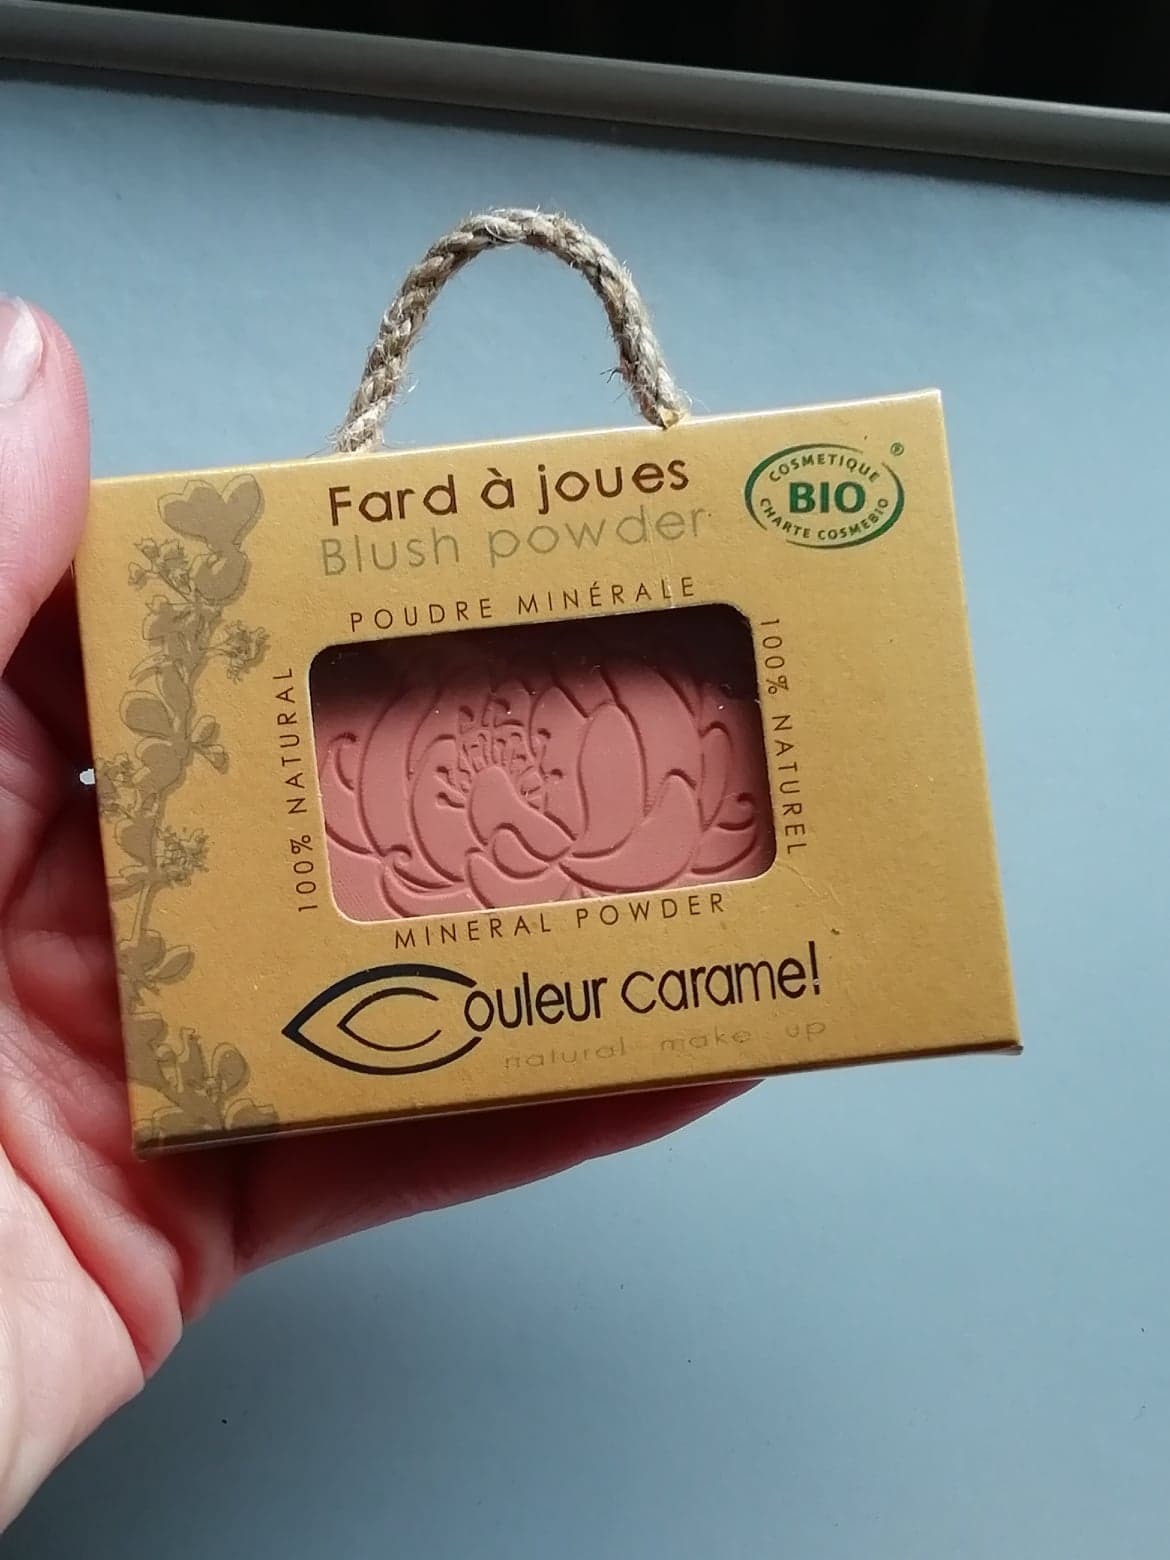 Fard à joues
Blush powder
COSMETIQUE
BIO
CHARTE COSMEBIO
®
POUDRE MINÉRALE
100% NATURAL
100% NATUREL
MINERAL POWDER
Couleur caramel
natural make up